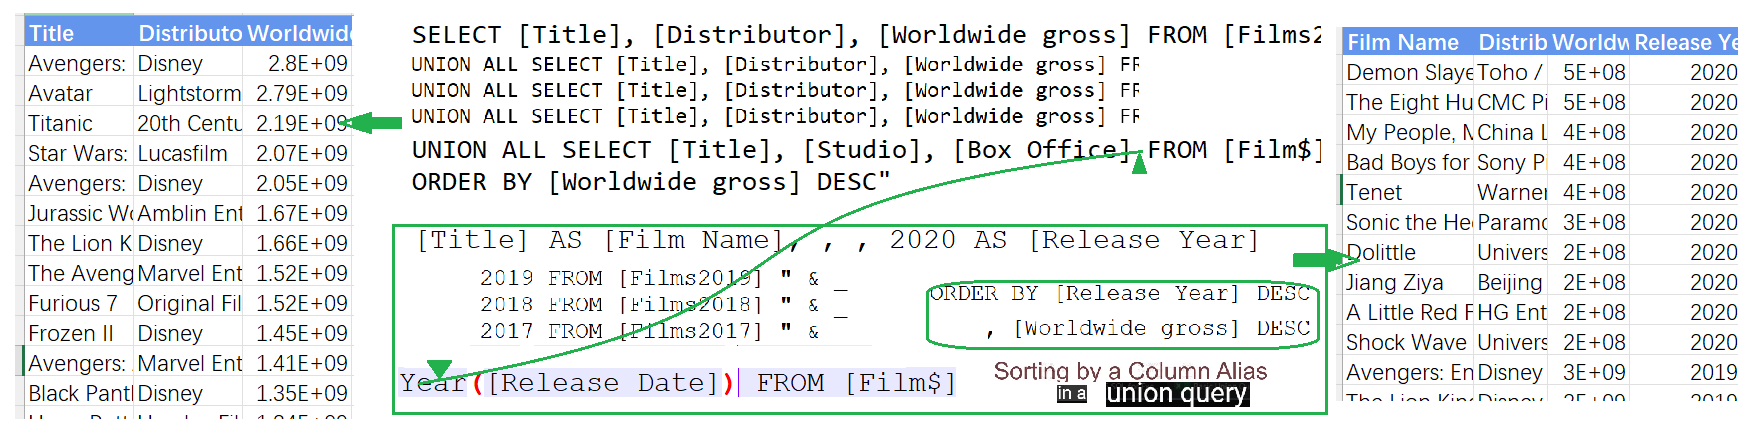 Title Distributo Worldwide
Avengers: Disney 2.8E+09
Avatar Lightstorm 2.79E+09
Titanic 20th Centu 2.19E+09
Star Wars: Lucasfilm 2.07E+09
Avengers: Disney 2.05E+09
Jurassic Wo Amblin Ent 1.67E+09
The Lion K Disney 1.66E+09
The Aveng Marvel Ent 1.52E+09
Furious 7 Original Fil 1.52E+09
Frozen II Disney 1.45E+09
Avengers: Marvel Ent 1.41E+09
Black Pant Disney 1.35E+09
SELECT [Title], [Distributor], [Worldwide gross] FROM [Films2
UNION ALL SELECT [Title], [Distributor], [Worldwide gross] FR
UNION ALL SELECT [Title], [Distributor], [Worldwide gross] FR
UNION ALL SELECT [Title], [Distributor], [Worldwide gross] FR
UNION ALL SELECT [Title], [Studio], [Box Office] FROM [Film$]
ORDER BY [Worldwide gross] DESC"
[Title] AS [Film Name], , , 2020 AS [Release Year]
2019 FROM [Films2019] " & _
2018 FROM [Films2018] " & _
2017 FROM [Films2017] " &
ORDER BY [Release Year] DESC
, [Worldwide gross] DESC
Year([Release Date]) FROM [Film$]
Sorting by a Column Alias
in a union query
Film Name Distrib Worldw Release Ye
Demon Slaye Toho / 5E+08 2020
The Eight Hu CMC Pi 5E+08 2020
My People, M China L 4E+08 2020
Bad Boys for Sony Pi 4E+08 2020
Tenet Warner 4E+08 2020
Sonic the Hed Paramo 3E+08 2020
Dolittle Univers 2E+08 2020
Jiang Ziya Beijing 2E+08 2020
A Little Red F HG Ent 2E+08 2020
Shock Wave Univers 2E+08 2020
Avengers: En Disney 3E+09 2019